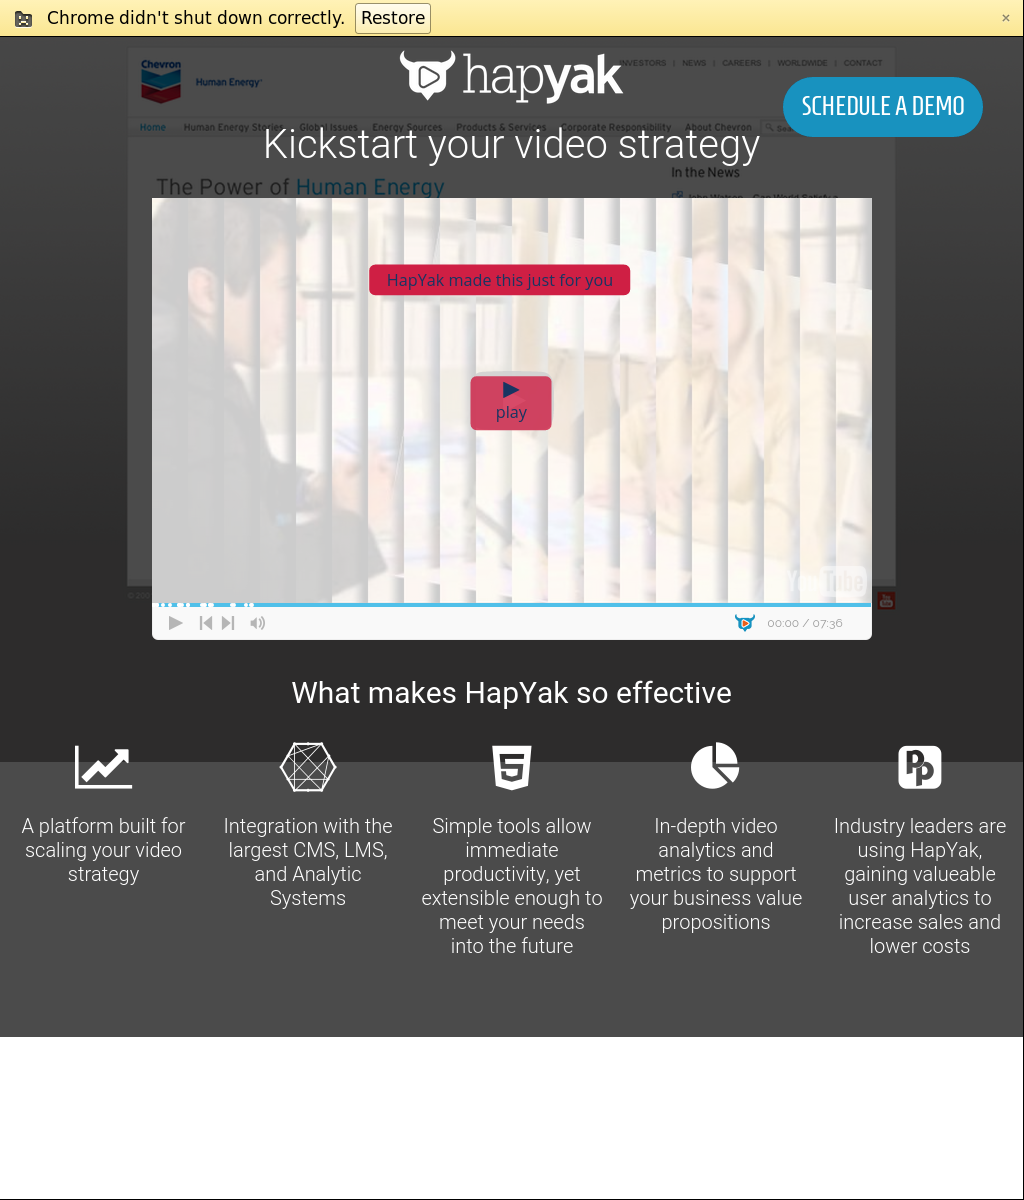 Chrome didn't shut down correctly. Restore
Chevron
Human Energy
INVESTORS | NEWS | CAREERS | WORLDWIDE | CONTACT
hapyak
SCHEDULE A DEMO
Home Human Energy Stories Global Issues Energy Sources Products & Services Corporate Responsibility About Chevron
Kickstart your video strategy
The Power of Human Energy
In the News
HapYak made this just for you
play
YouTube
00:00 / 07:36
What makes HapYak so effective
A platform built for
scaling your video
strategy
Integration with the
largest CMS, LMS,
and Analytic
Systems
Simple tools allow
immediate
productivity, yet
extensible enough to
meet your needs
into the future
In-depth video
analytics and
metrics to support
your business value
propositions
Industry leaders are
using HapYak,
gaining valueable
user analytics to
increase sales and
lower costs